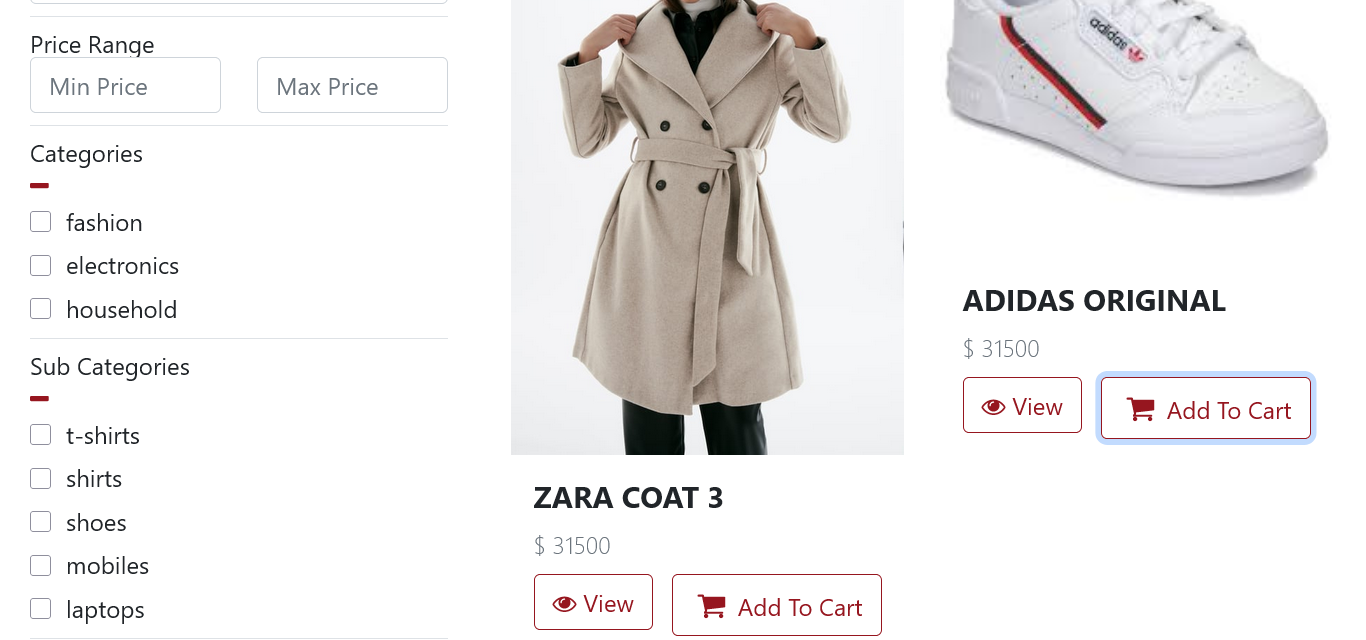 Price Range
Min Price
Max Price
Categories
fashion
electronics
household
Sub Categories
t-shirts
shirts
shoes
mobiles
laptops
ZARA COAT 3
$ 31500
View
Add To Cart
adidas
ADIDAS ORIGINAL
$ 31500
View
Add To Cart